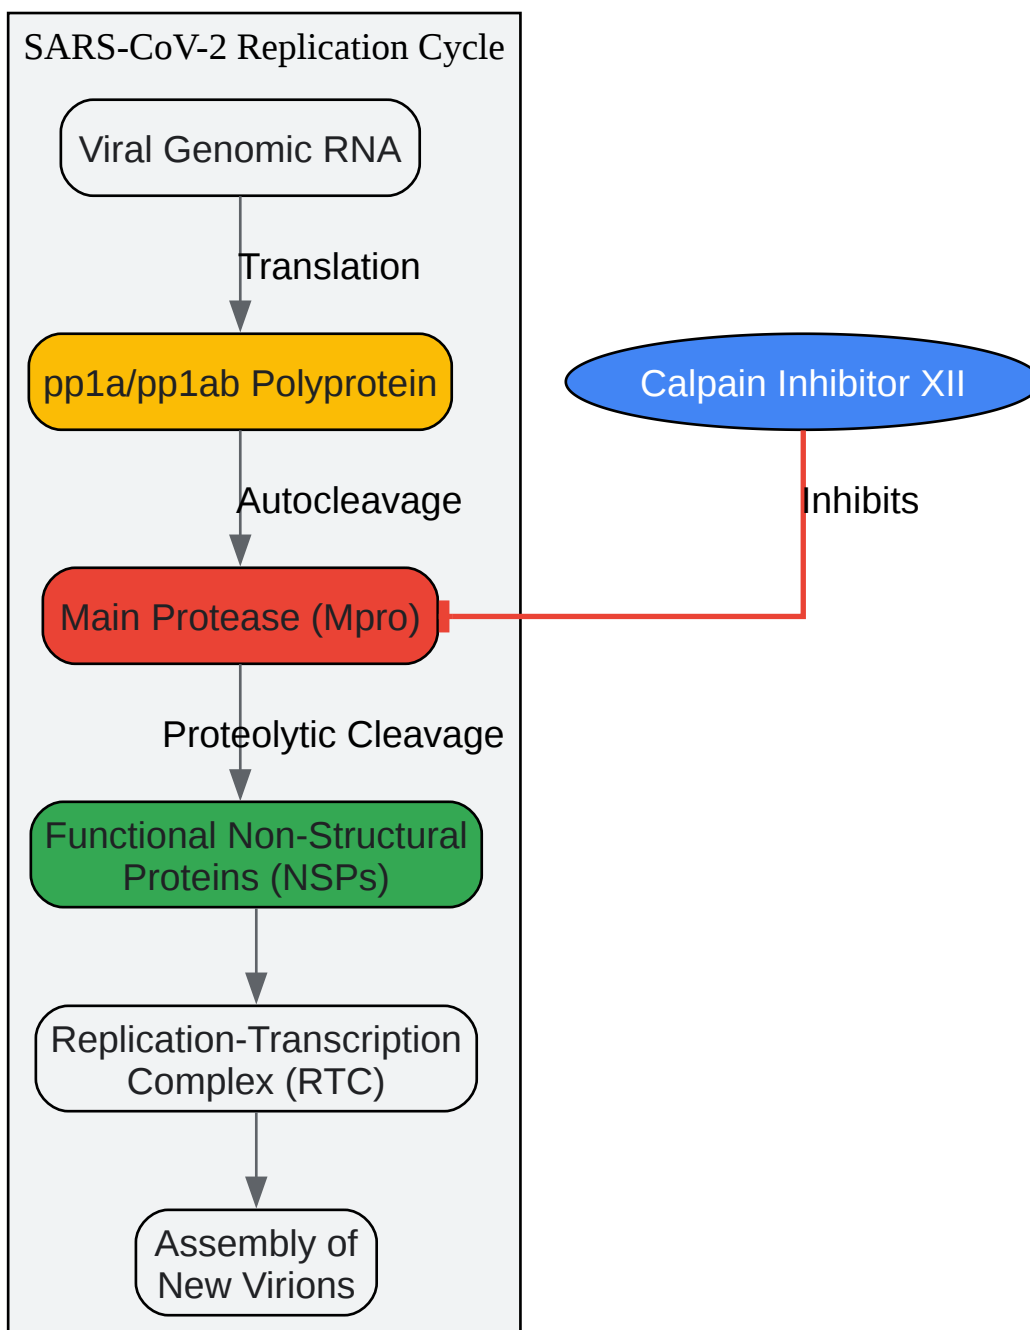 SARS-CoV-2 Replication Cycle
Viral Genomic RNA
Translation
pp1a/pp1ab Polyprotein
Calpain Inhibitor XII
Autocleavage
Inhibits
Main Protease (Mpro)
Proteolytic Cleavage
Functional Non-Structural
Proteins (NSPs)
Replication-Transcription
Complex (RTC)
Assembly of
New Virions